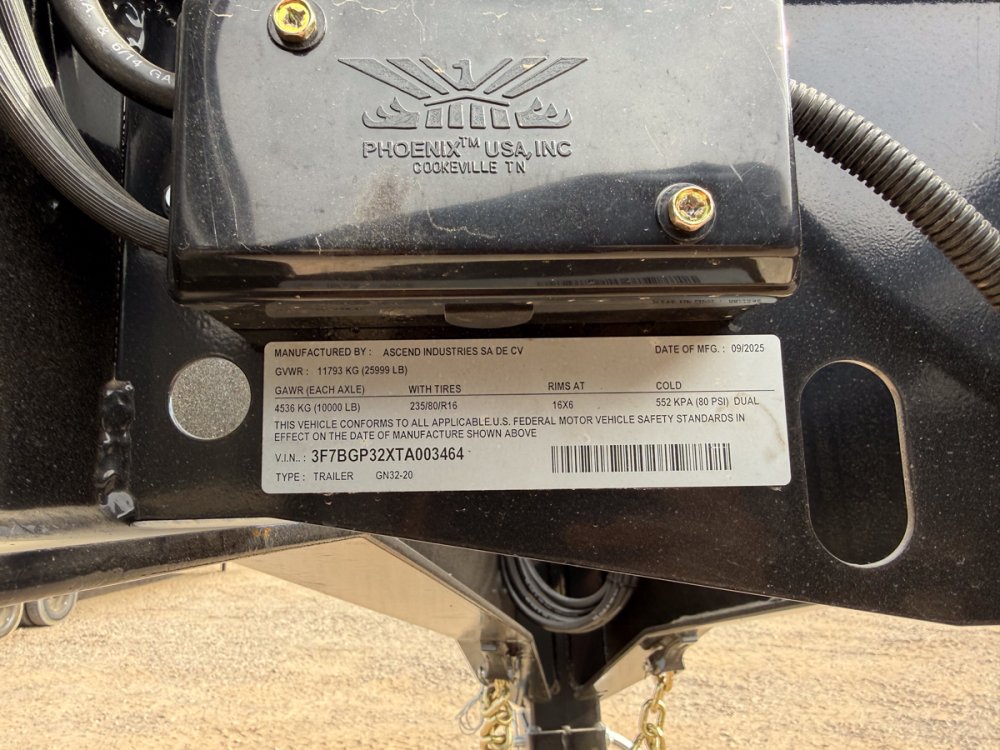 & 6/14 GA
PHOENIX™ USA, INC
COOKEVILLE TN
MANUFACTURED BY : ASCEND INDUSTRIES SA DE CV DATE OF MFG. : 09/2025
GVWR : 11793 KG (25999 LB)
GAWR (EACH AXLE) WITH TIRES RIMS AT COLD
4536 KG (10000 LB) 235/80/R16 16X6 552 KPA (80 PSI) DUAL
THIS VEHICLE CONFORMS TO ALL APPLICABLE.U.S. FEDERAL MOTOR VEHICLE SAFETY STANDARDS IN
EFFECT ON THE DATE OF MANUFACTURE SHOWN ABOVE
V.I.N.. : 3F7BGP32XTA003464
TYPE : TRAILER GN32-20